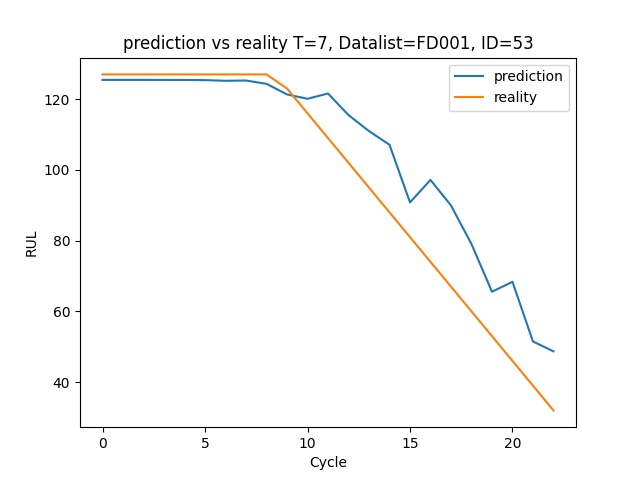 prediction vs reality T=7, Datalist=FD001, ID=53
prediction
reality
RUL
120
100
80
60
40
0
5
10
15
20
Cycle